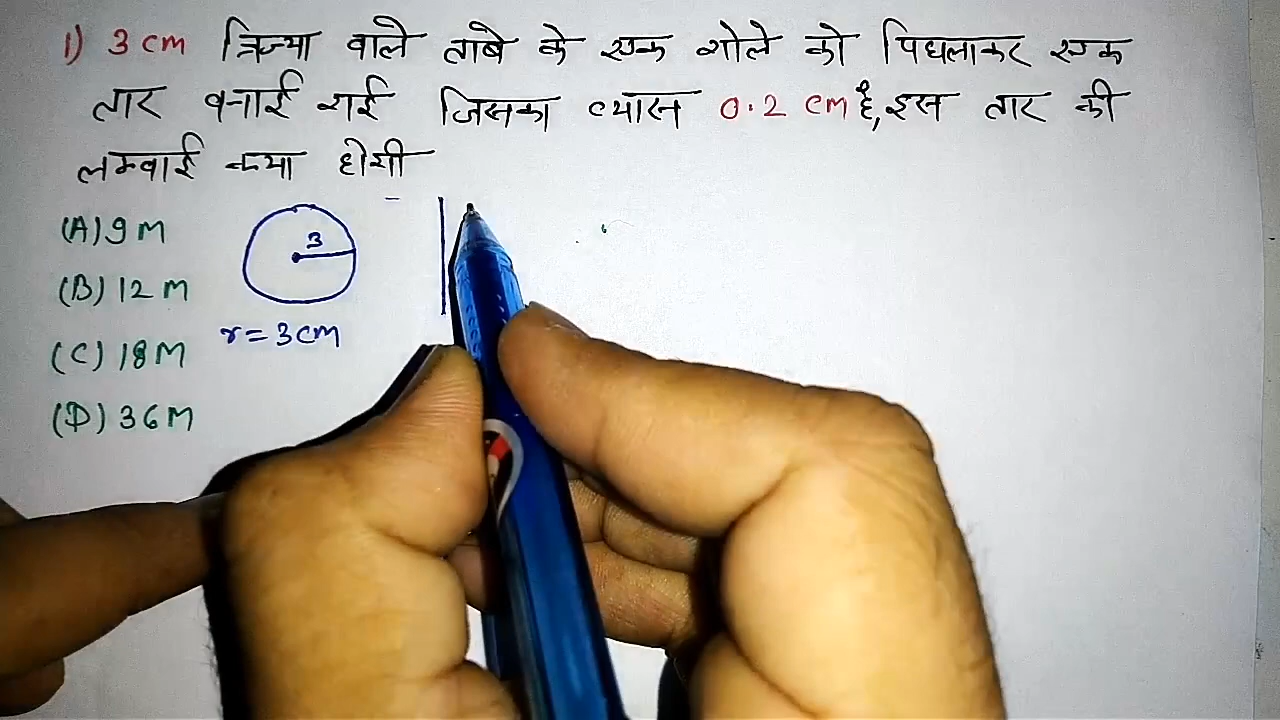 1) 3 cm त्रिज्या वाले तांबे के एक गोले को पिघलाकर एक
तार बनाई गई जिसका व्यास 0.2 cm है, इस तार की
लम्बाई क्या होगी
(A) 9 M
3
(B) 12 M
r = 3 cm
(C) 18 M
(D) 36 M